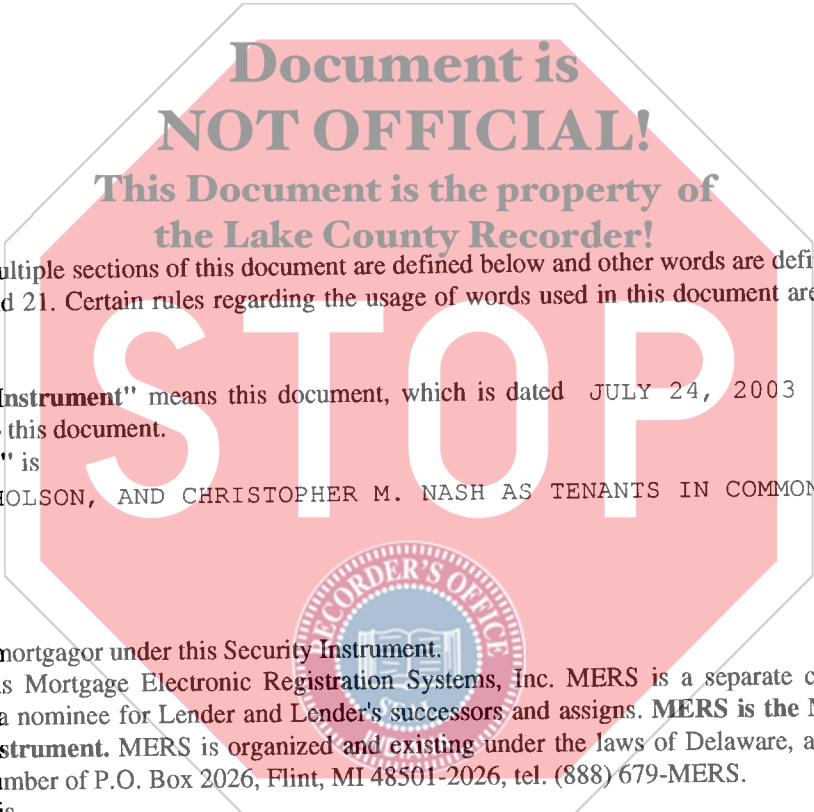 Document is
NOT OFFICIAL!
This Document is the property of
the Lake County Recorder!
ultiple sections of this document are defined below and other words are defi
d 21. Certain rules regarding the usage of words used in this document are
STOP
Instrument" means this document, which is dated JULY 24, 2003
this document.
" is
HOLSON, AND CHRISTOPHER M. NASH AS TENANTS IN COMMON
RECORDER'S OFFICE
mortgagor under this Security Instrument.
s Mortgage Electronic Registration Systems, Inc. MERS is a separate c
a nominee for Lender and Lender's successors and assigns. MERS is the M
strument. MERS is organized and existing under the laws of Delaware, a
umber of P.O. Box 2026, Flint, MI 48501-2026, tel. (888) 679-MERS.
is